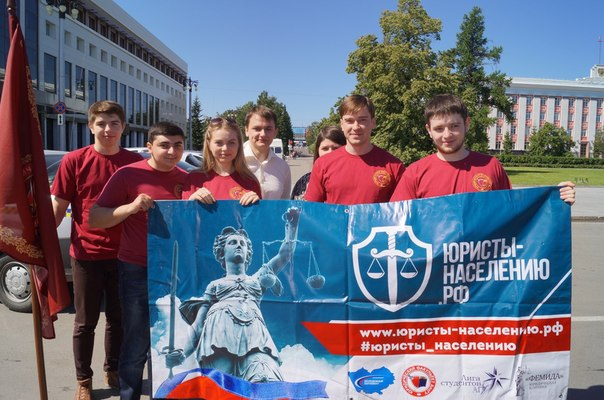 ЮРИСТЫ-
НАСЕЛЕНИЮ
.РФ
www.юристы-населению.рф
#юристы_населению
Лига
студентов
«ФЕМИДА»